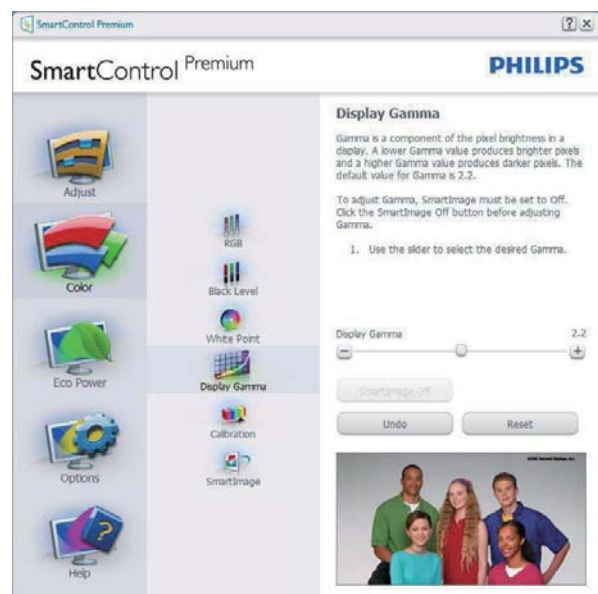 SmartControl Premium
SmartControl Premium
PHILIPS
Adjust
Color
Eco Power
Options
Help
RGB
Black Level
White Point
Display Gamma
Calibration
SmartImage
Display Gamma
Gamma is a component of the pixel brightness in a
display. A lower Gamma value produces brighter pixels
and a higher Gamma value produces darker pixels. The
default value for Gamma is 2.2.
To adjust Gamma, SmartImage must be set to Off.
Click the SmartImage Off button before adjusting
Gamma.
1. Use the slider to select the desired Gamma.
Display Gamma 2.2
SmartImage Off
Undo Reset